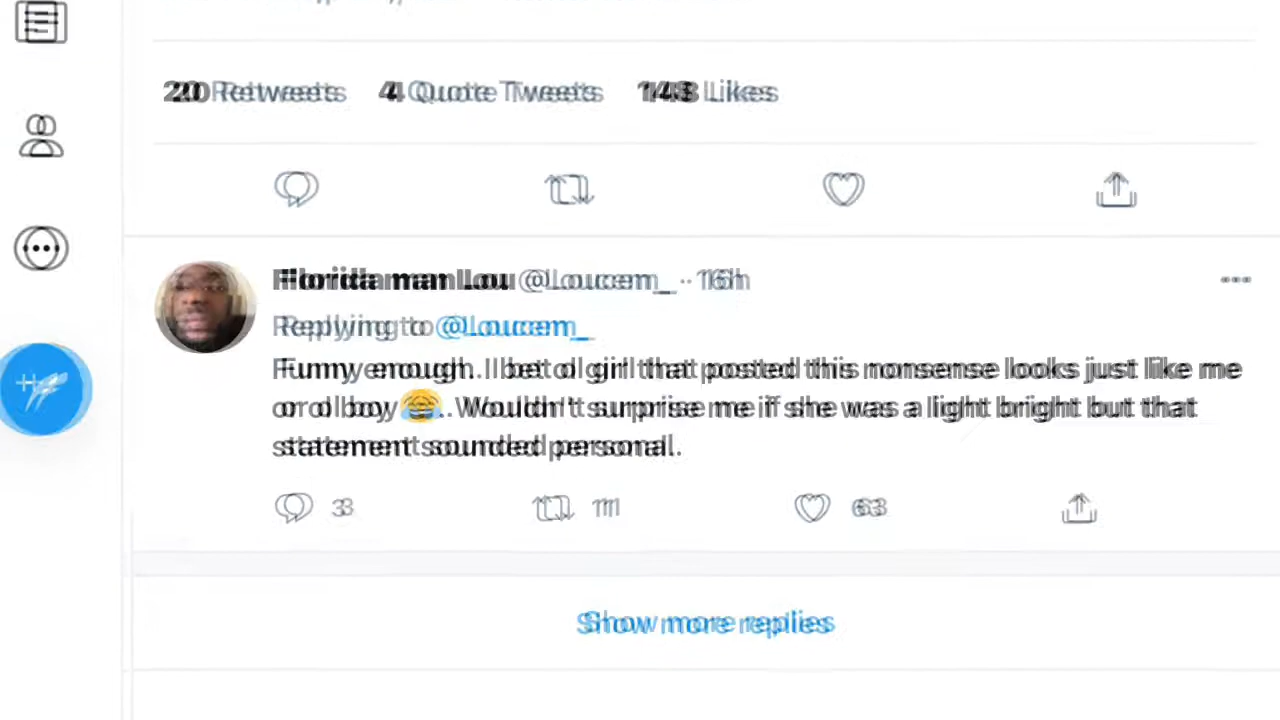 20 Retweets 4 Quote Tweets 143 Likes
Florida man Lou @Loucem_ · 16h
Replying to @Loucem_
Funny enough. I bet ol girl that posted this nonsense looks just like me
or ol boy 😂. Wouldn't surprise me if she was a light bright but that
statement sounded personal.
3 11 63
Show more replies